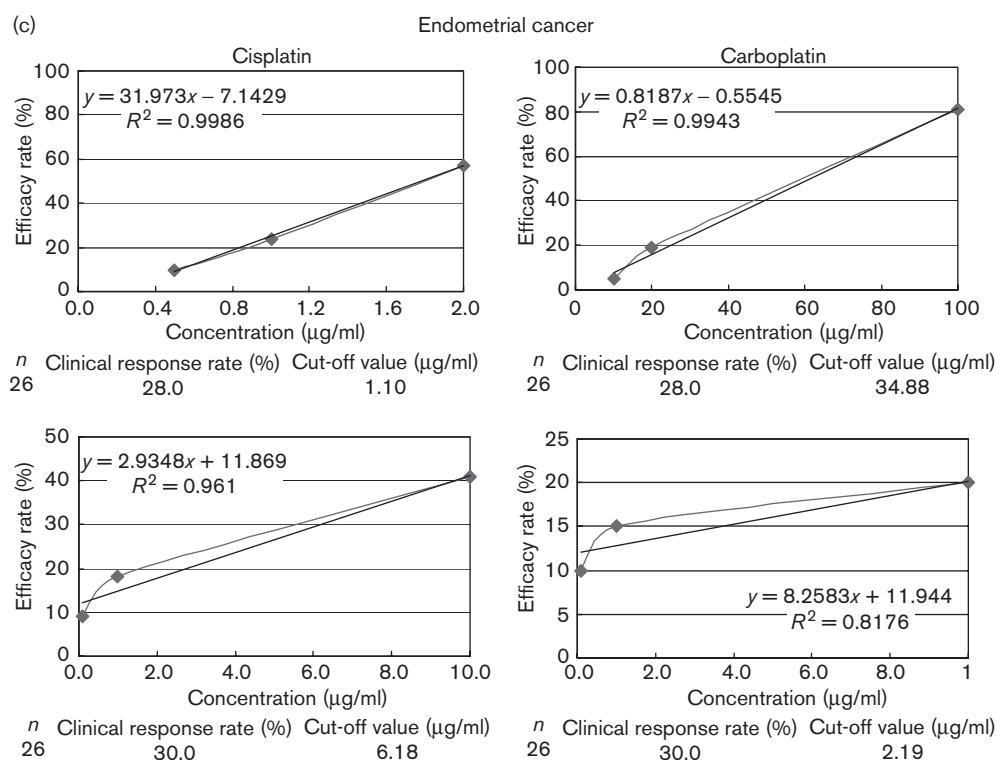 (c)
Endometrial cancer
Cisplatin
Carboplatin
Efficacy rate (%)
100
80
60
40
20
0
y = 31.973x – 7.1429
R² = 0.9986
0.0 0.4 0.8 1.2 1.6 2.0
Concentration (µg/ml)
n Clinical response rate (%) Cut-off value (µg/ml)
26 28.0 1.10
Efficacy rate (%)
100
80
60
40
20
0
y = 0.8187x – 0.5545
R² = 0.9943
0 20 40 60 80 100
Concentration (µg/ml)
n Clinical response rate (%) Cut-off value (µg/ml)
26 28.0 34.88
Efficacy rate (%)
50
40
30
20
10
0
y = 2.9348x + 11.869
R² = 0.961
0.0 2.0 4.0 6.0 8.0 10.0
Concentration (µg/ml)
n Clinical response rate (%) Cut-off value (µg/ml)
26 30.0 6.18
Efficacy rate (%)
25
20
15
10
5
0
y = 8.2583x + 11.944
R² = 0.8176
0.0 2.0 4.0 6.0 8.0 1
Concentration (µg/ml)
n Clinical response rate (%) Cut-off value (µg/ml)
26 30.0 2.19